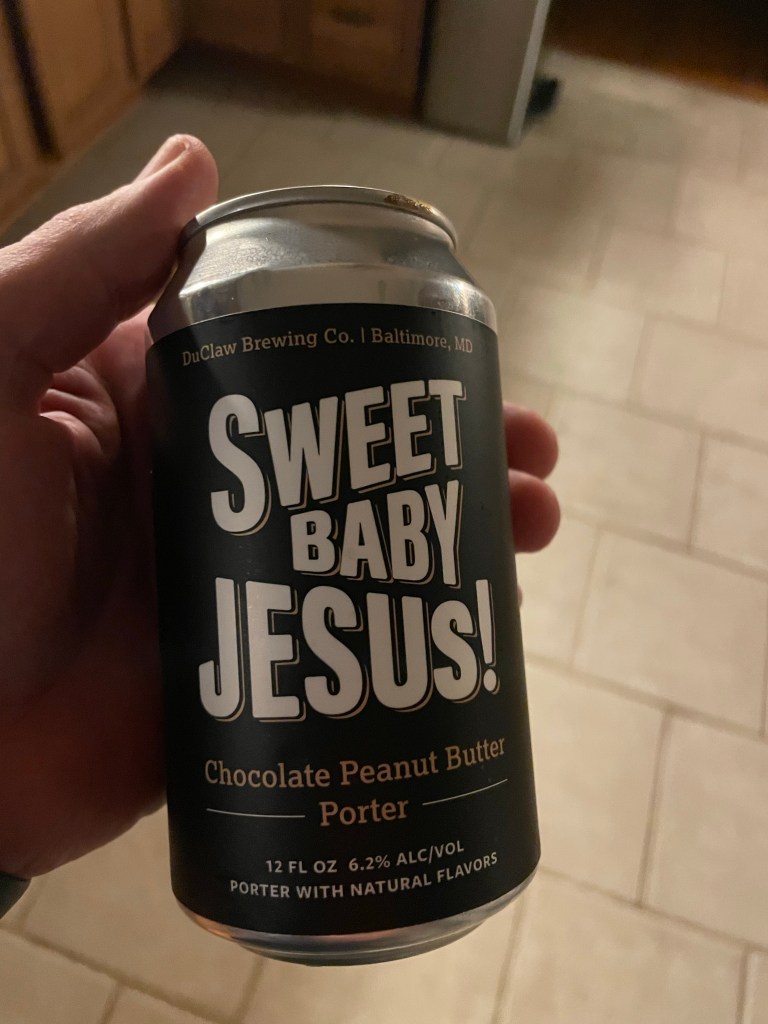 DuClaw Brewing Co. | Baltimore, MD
SWEET
BABY
JESUS!
Chocolate Peanut Butter
Porter
12 FL OZ 6.2% ALC/VOL
PORTER WITH NATURAL FLAVORS